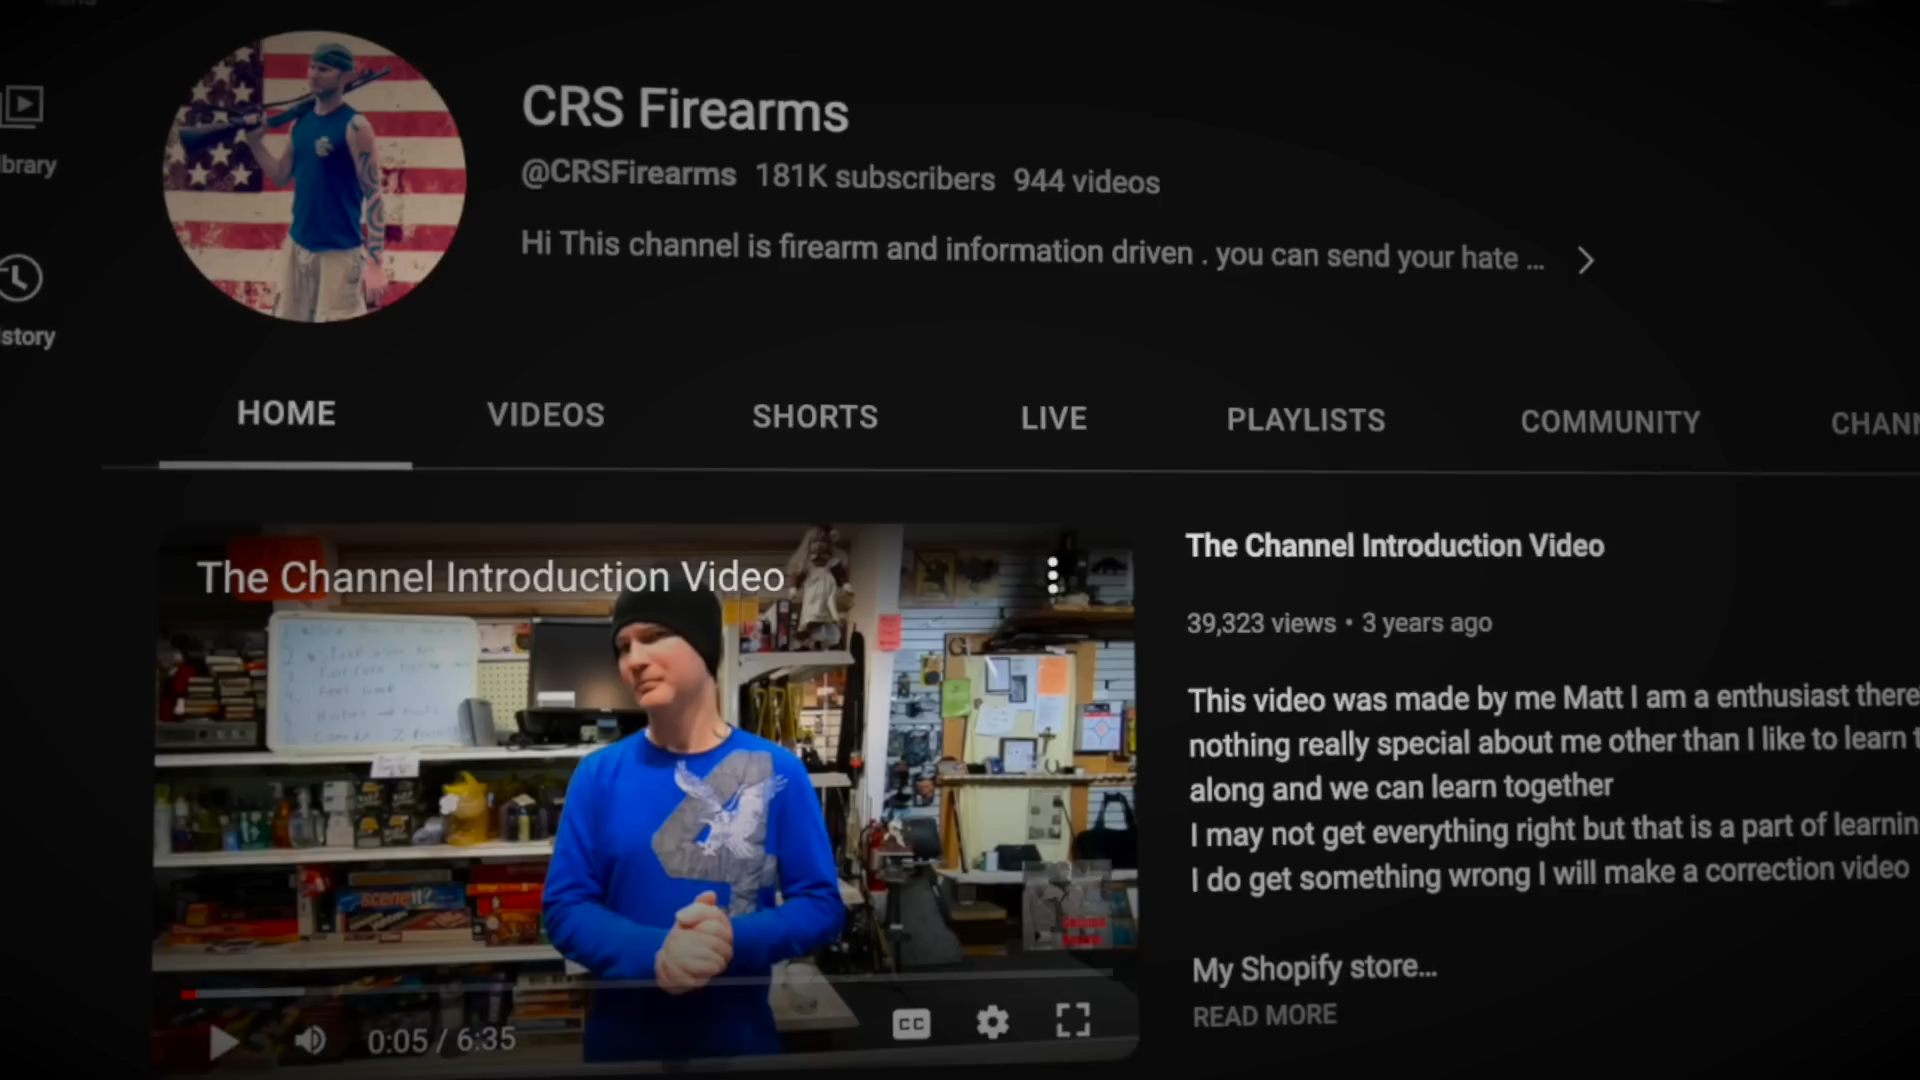 CRS Firearms
@CRSFirearms 181K subscribers 944 videos
Hi This channel is firearm and information driven . you can send your hate ...
ibrary
istory
HOME VIDEOS SHORTS LIVE PLAYLISTS COMMUNITY CHANN
The Channel Introduction Video
scene it?
0:05 / 6:35
CC
The Channel Introduction Video
39,323 views • 3 years ago
This video was made by me Matt I am a enthusiast there
nothing really special about me other than I like to learn t
along and we can learn together
I may not get everything right but that is a part of learnin
I do get something wrong I will make a correction video
My Shopify store...
READ MORE